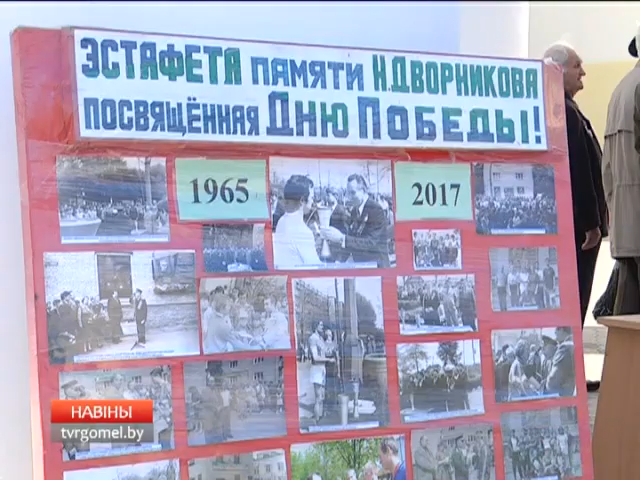 ЭСТАФЕТА ПАМЯТИ Н.ДВОРНИКОВА
ПОСВЯЩЁННАЯ ДНЮ ПОБЕДЫ!
1965
2017
НАВІНЫ
tvrgomel.by